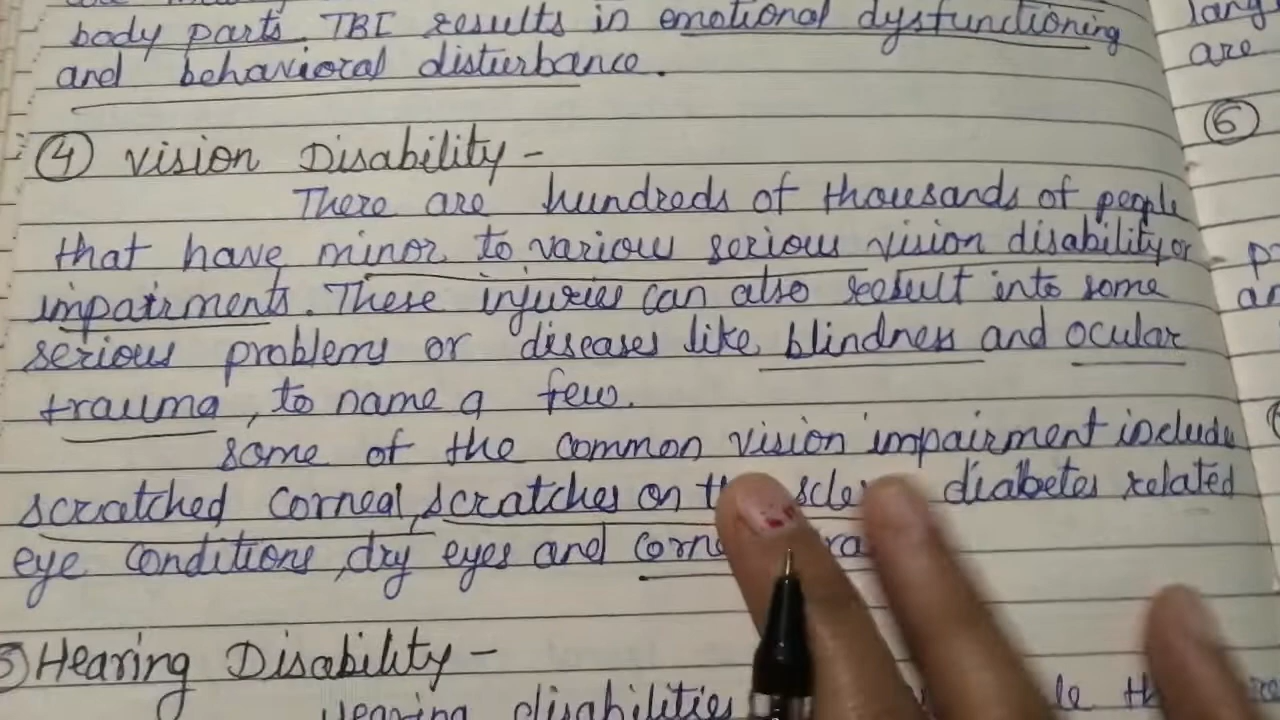 body parts. TBI results in emotional dysfunctioning
and behavioral disturbance.
④ Vision Disability -
There are hundreds of thousands of people
that have minor to various serious vision disability or
impairments. These injuries can also result into some
serious problems or diseases like blindness and ocular
trauma, to name a few.
some of the common vision impairment include
scratched corneal, scratches on diabetes related
eye conditions, dry eyes and
Hearing Disability -
Hearing disabilities
lang
are
⑥